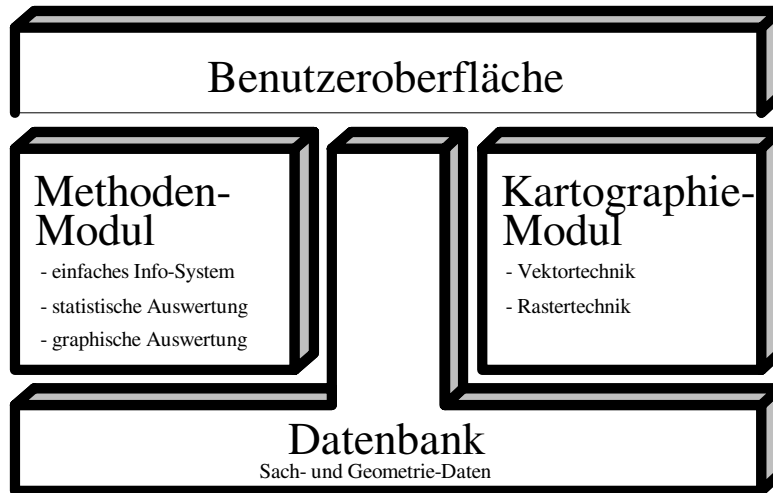 Benutzeroberfläche
Methoden-
Modul
- einfaches Info-System
- statistische Auswertung
- graphische Auswertung
Kartographie-
Modul
- Vektortechnik
- Rastertechnik
Datenbank
Sach- und Geometrie-Daten